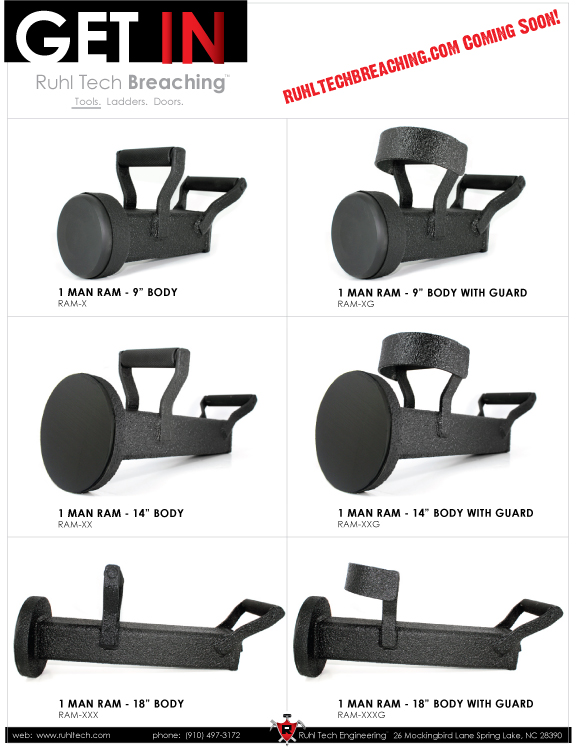 GET IN
RUHLTECHBREACHING.COM COMING SOON!
Ruhl Tech Breaching™
Tools. Ladders. Doors.
1 MAN RAM - 9” BODY
RAM-X
1 MAN RAM - 9” BODY WITH GUARD
RAM-XG
1 MAN RAM - 14” BODY
RAM-XX
1 MAN RAM - 14” BODY WITH GUARD
RAM-XXG
1 MAN RAM - 18” BODY
RAM-XXX
1 MAN RAM - 18” BODY WITH GUARD
RAM-XXXG
web: www.ruhltech.com phone: (910) 497-3172 Ruhl Tech Engineering 26 Mockingbird Lane Spring Lake, NC 28390